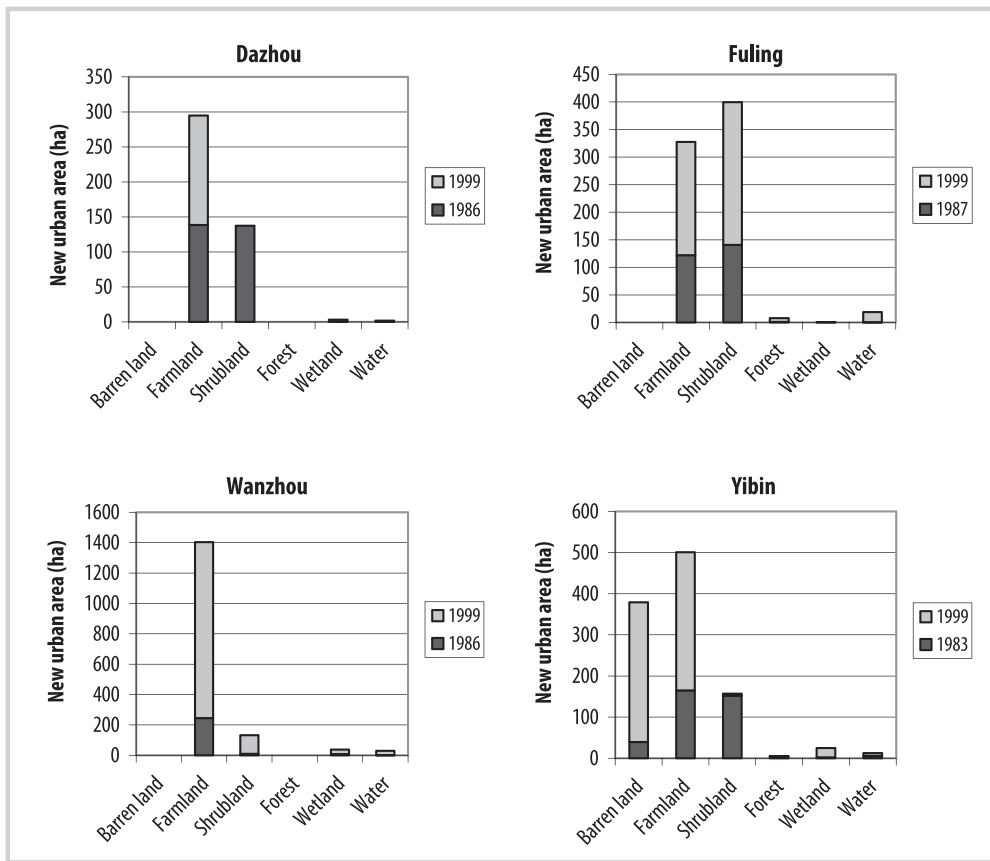 Dazhou
New urban area (ha)
350
300
250
200
150
100
50
0
Barren land
Farmland
Shrubland
Forest
Wetland
Water
1999
1986
Fuling
New urban area (ha)
450
400
350
300
250
200
150
100
50
0
Barren land
Farmland
Shrubland
Forest
Wetland
Water
1999
1987
Wanzhou
New urban area (ha)
1600
1400
1200
1000
800
600
400
200
0
Barren land
Farmland
Shrubland
Forest
Wetland
Water
1999
1986
Yibin
New urban area (ha)
600
500
400
300
200
100
0
Barren land
Farmland
Shrubland
Forest
Wetland
Water
1999
1983